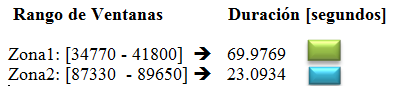 Rango de Ventanas Duración [segundos]
Zona1: [34770 - 41800] ➔ 69.9769
Zona2: [87330 - 89650] ➔ 23.0934